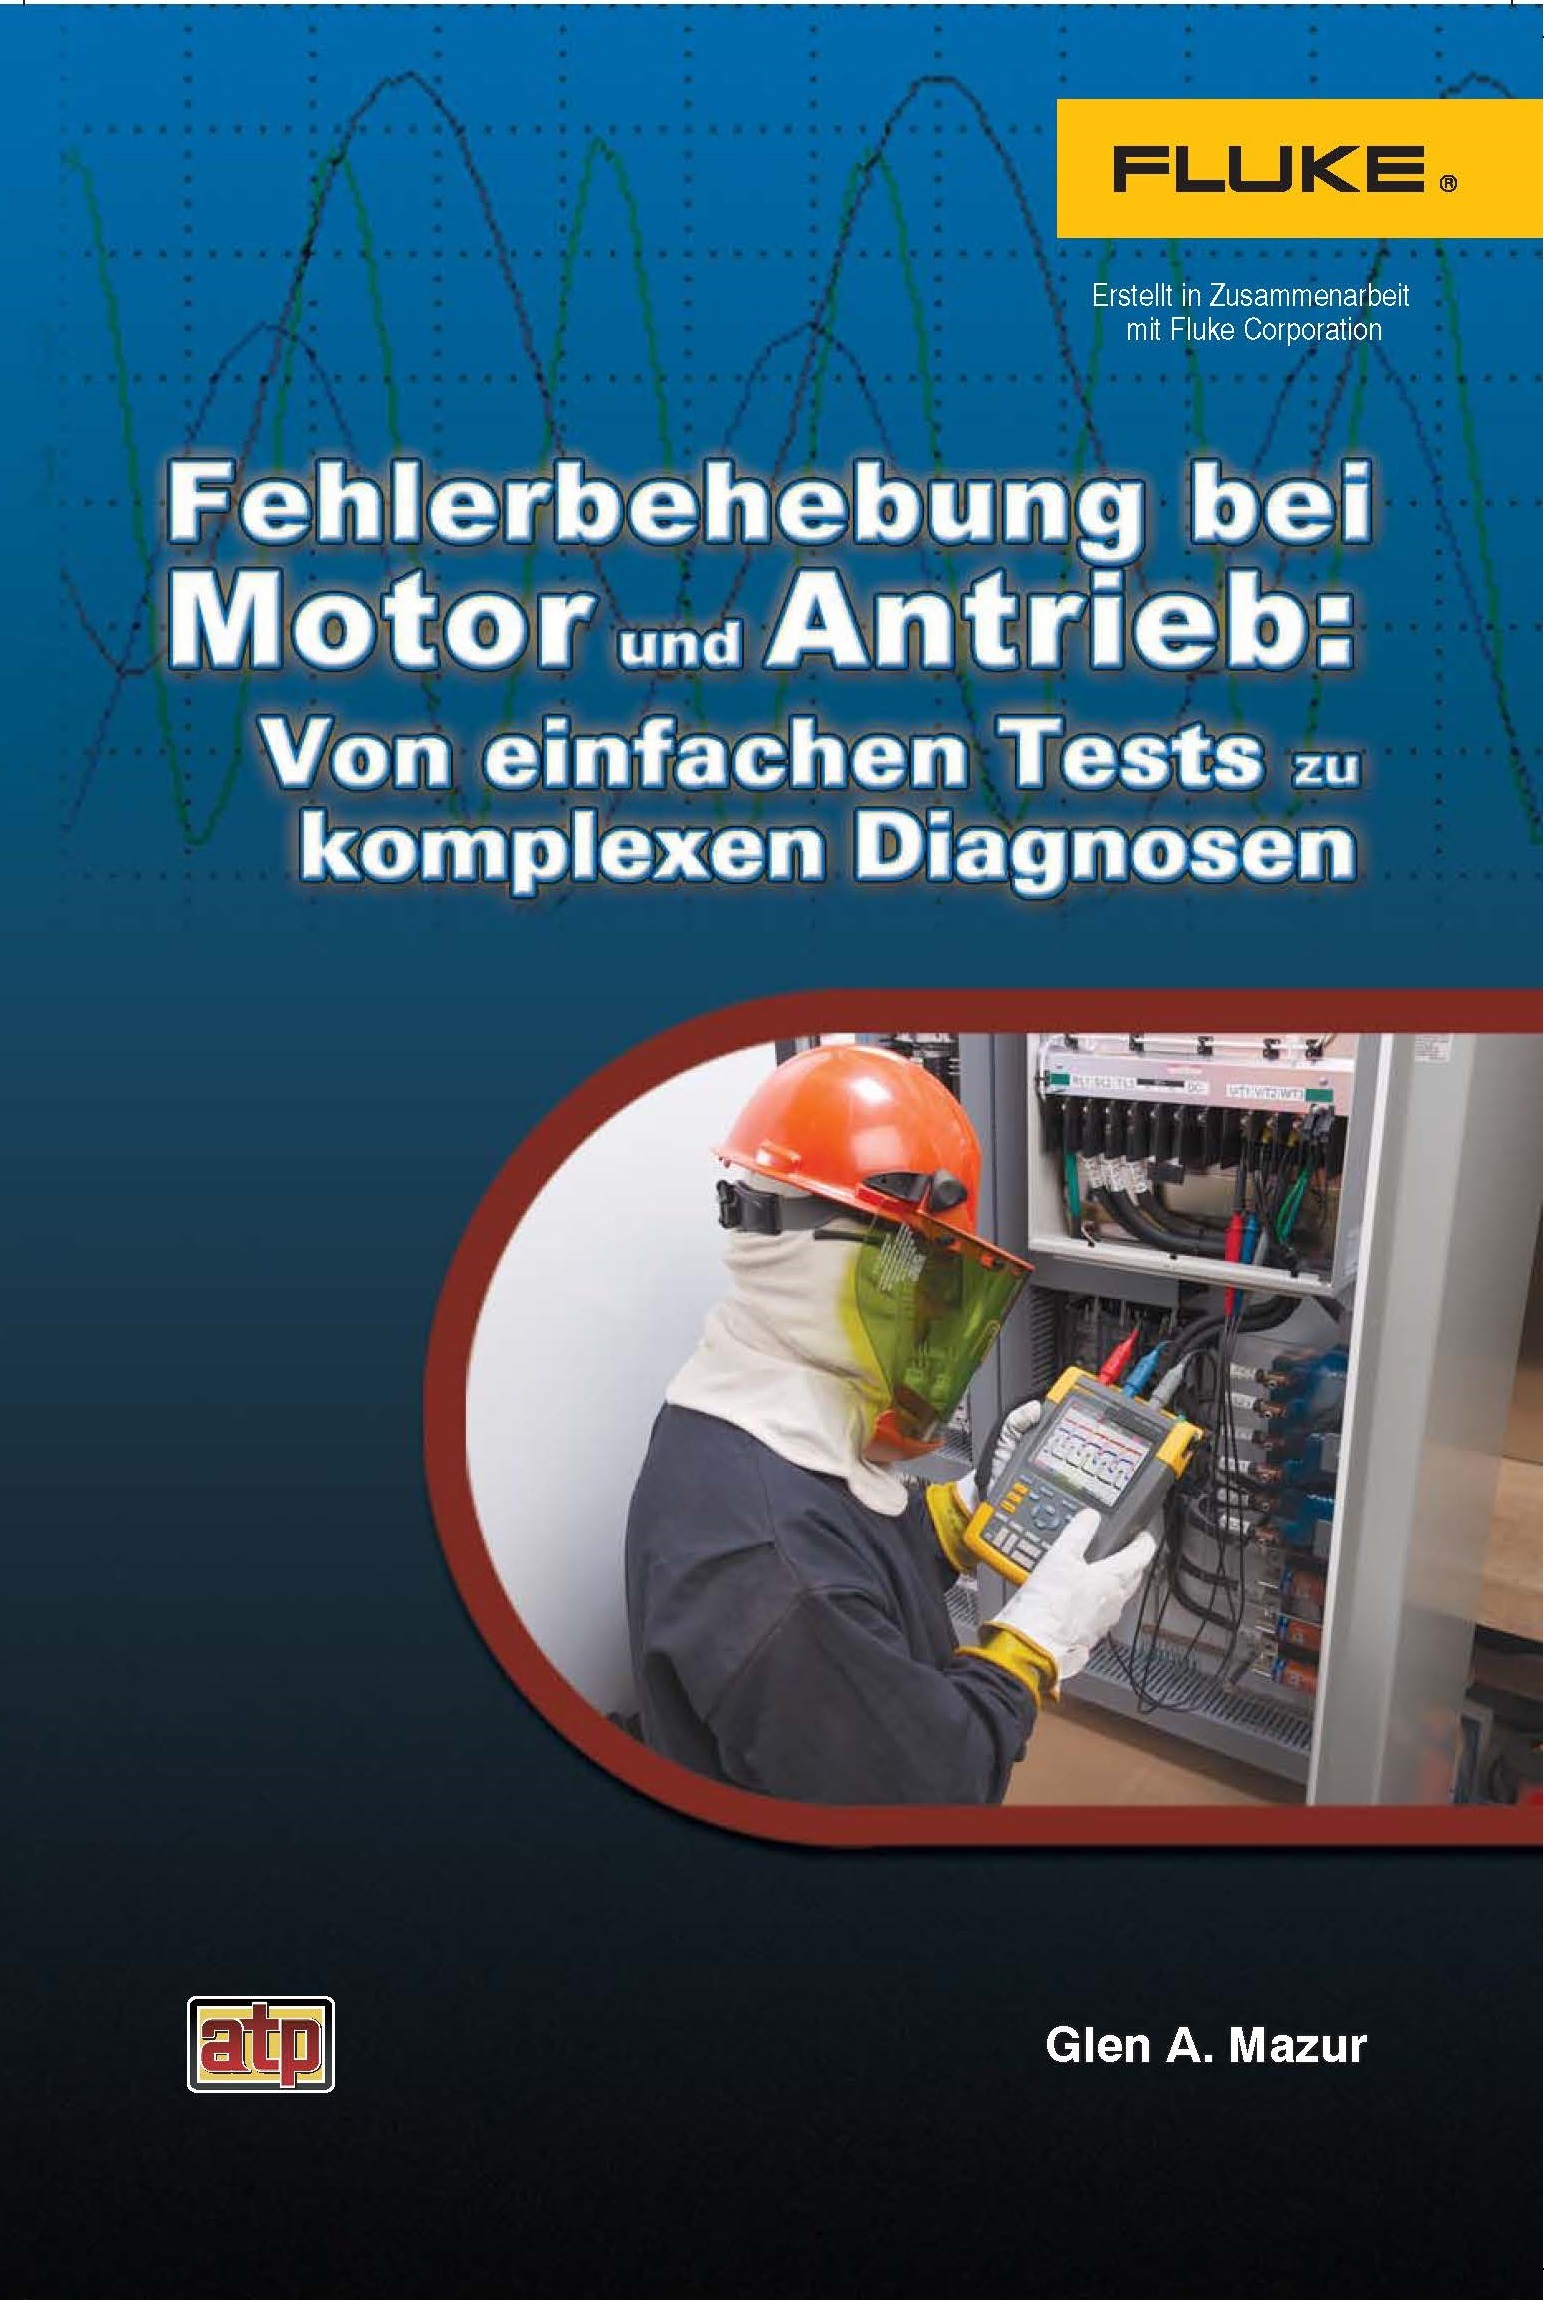 FLUKE®
Erstellt in Zusammenarbeit
mit Fluke Corporation
Fehlerbehebung bei
Motor und Antrieb:
Von einfachen Tests zu
komplexen Diagnosen
atp
Glen A. Mazur